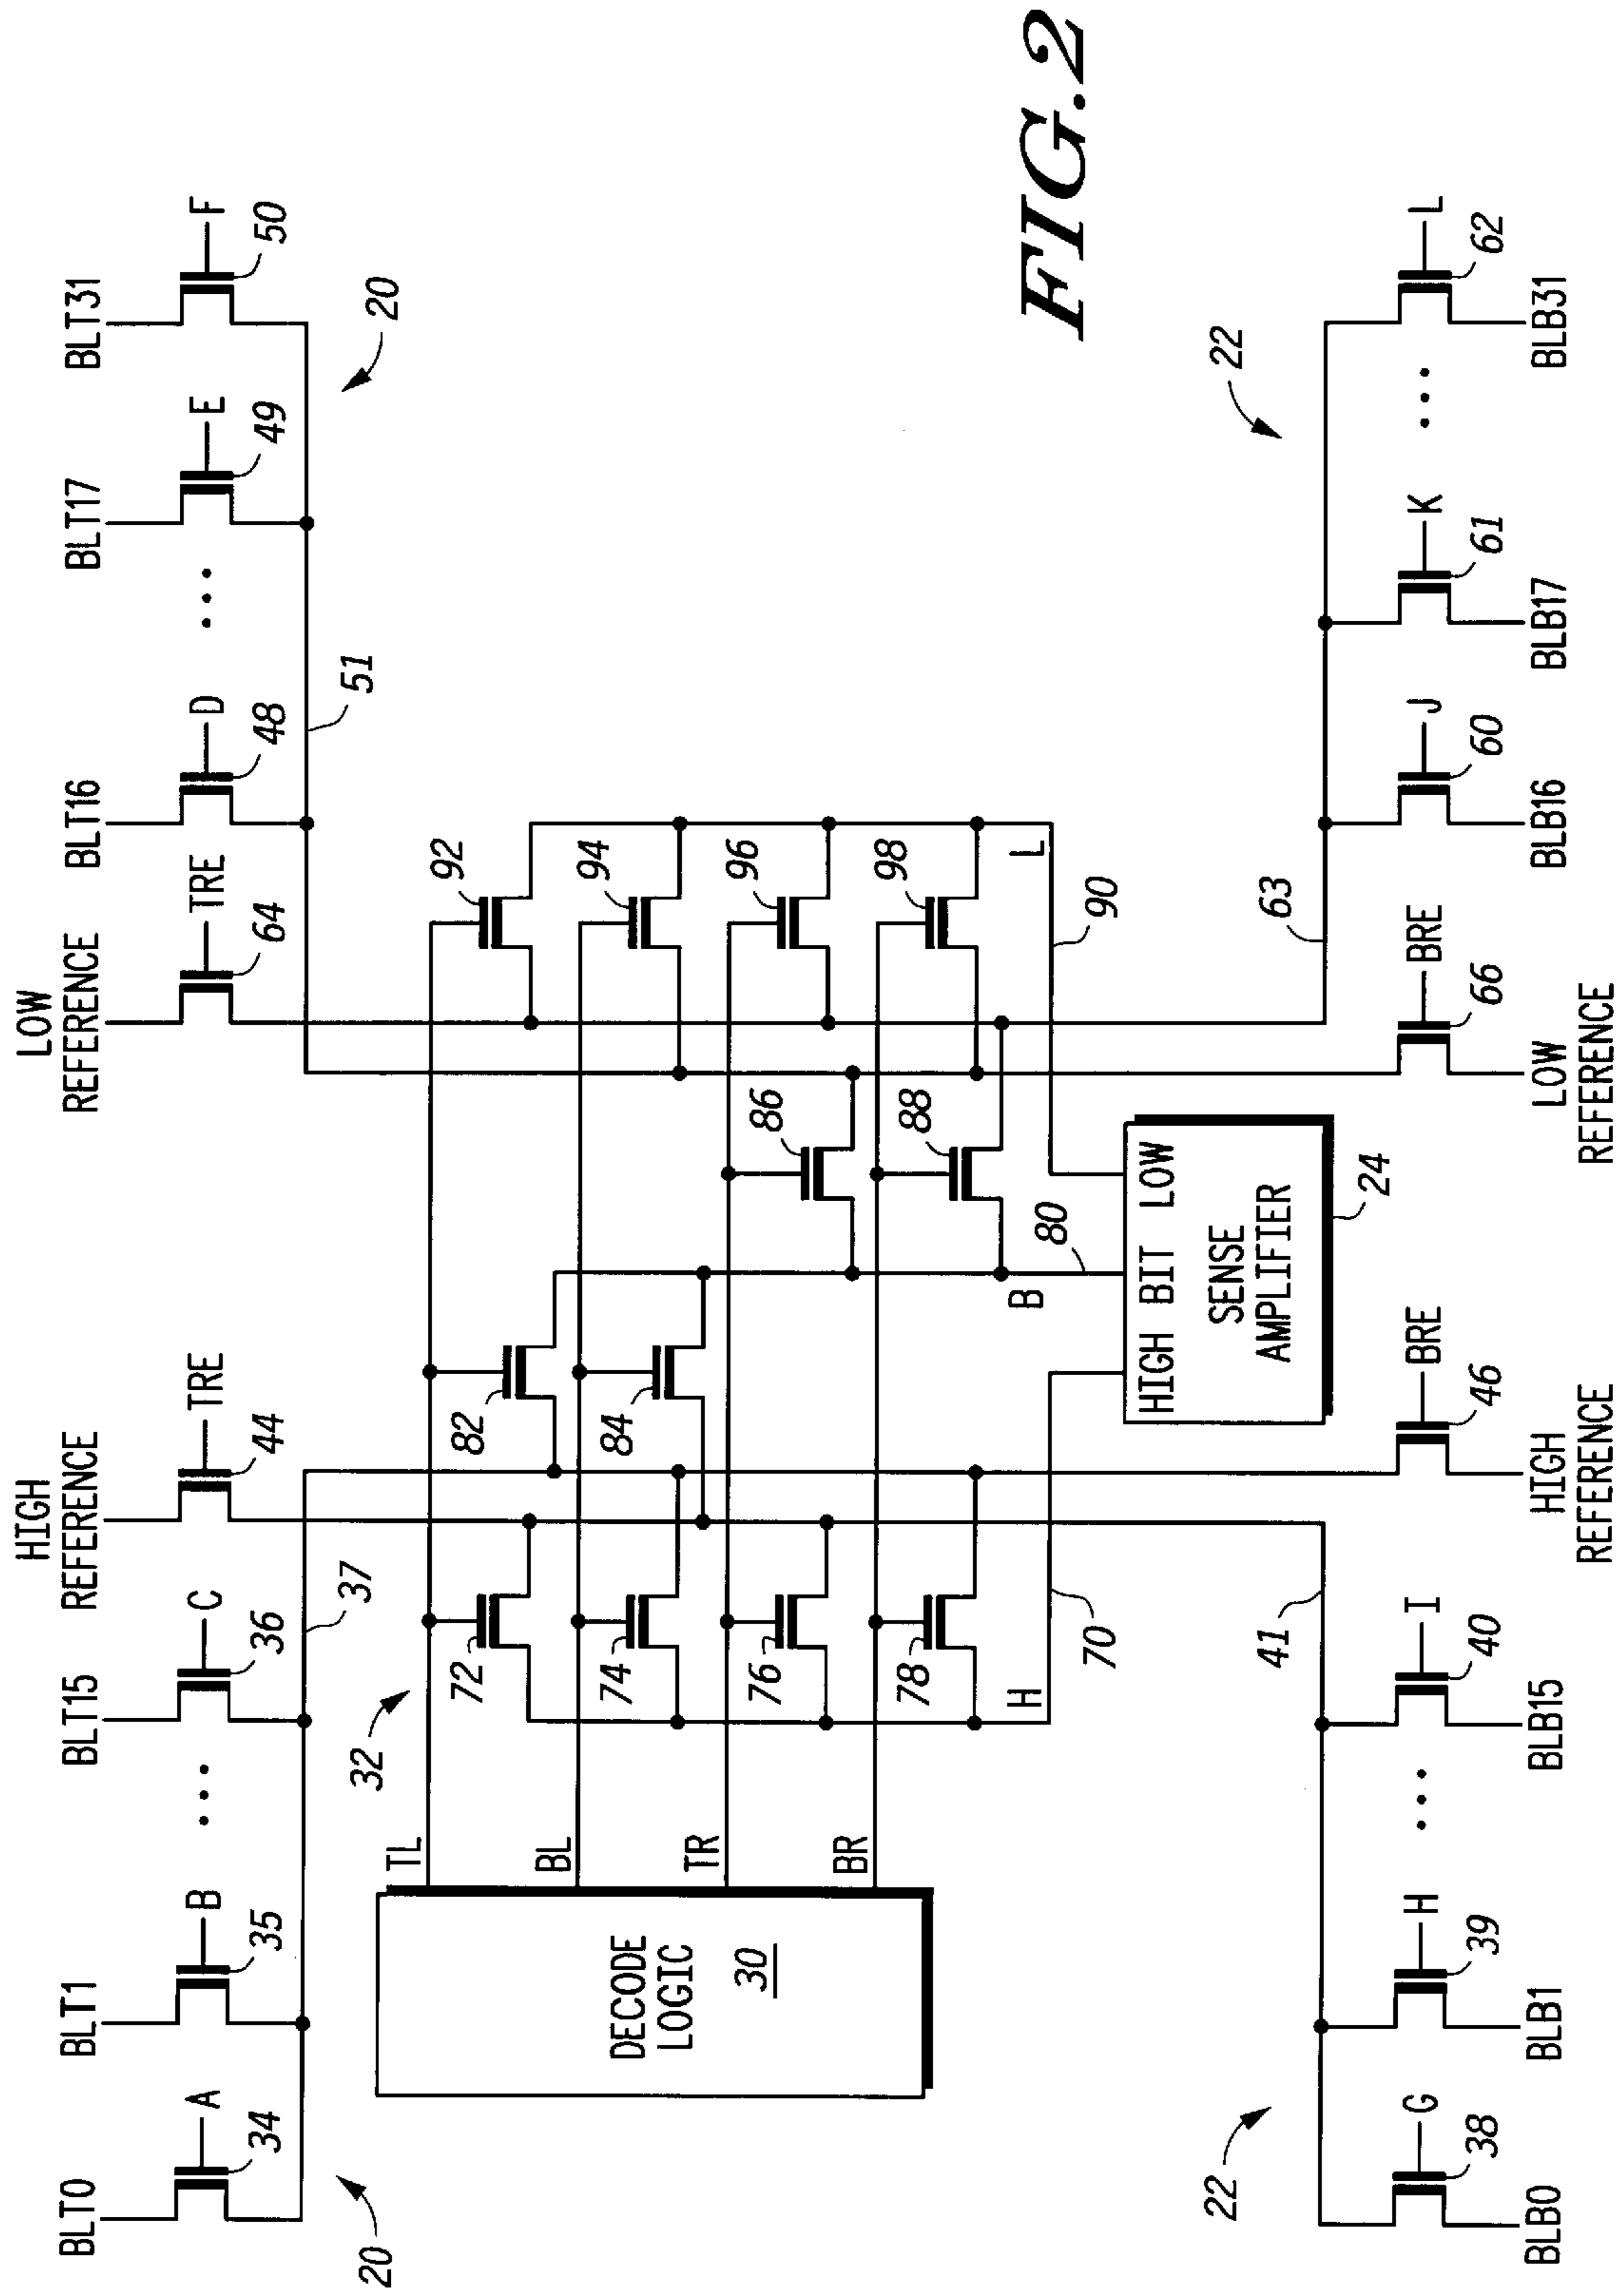 LOW
REFERENCE
HIGH
REFERENCE
BLT0
BLT1
BLT15
BLT16
BLT17
BLT31
A
B
C
TRE
TRE
D
E
F
34
35
36
44
64
48
49
50
• • •
• • •
20
37
51
20
32
TL
BL
TR
BR
DECODE
LOGIC
30
72
74
76
78
82
84
86
88
92
94
96
98
H
B
L
70
80
90
HIGH BIT LOW
SENSE
AMPLIFIER
24
FIG.2
22
41
63
22
G
H
I
BRE
BRE
J
K
L
38
39
40
46
66
60
61
62
• • •
• • •
BLB0
BLB1
BLB15
HIGH
REFERENCE
LOW
REFERENCE
BLB16
BLB17
BLB31